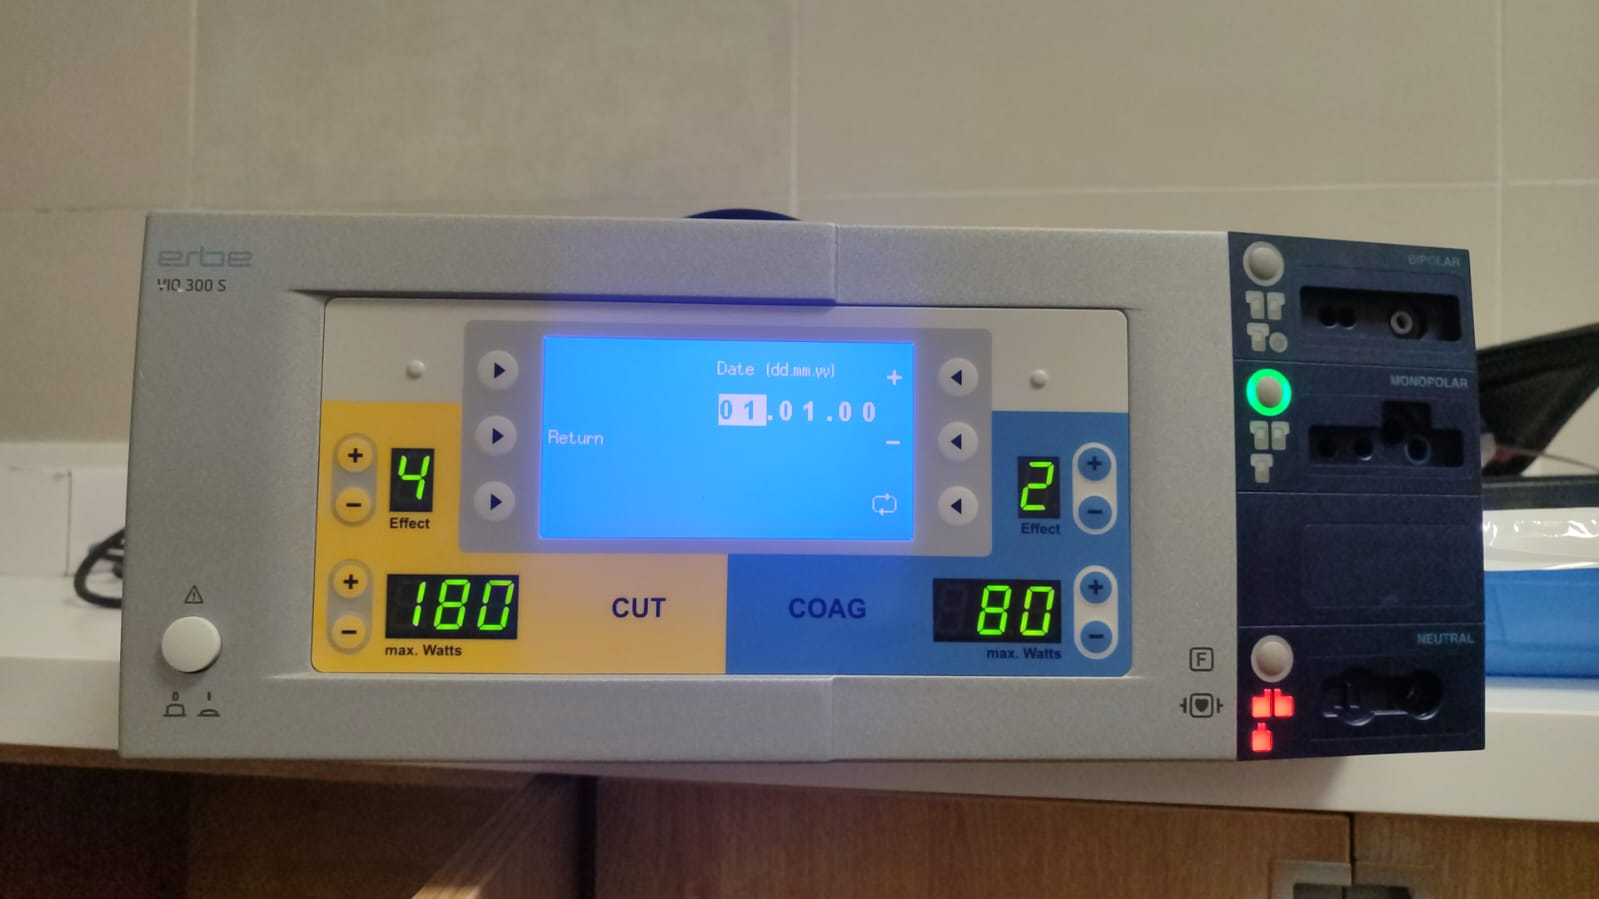 erbe
VIO 300 S
Date (dd.mm.yy)
+
01.01.00
Return
−
+
4
−
Effect
+
2
−
Effect
+
180
−
max. Watts
CUT
COAG
+
80
−
max. Watts
0 I
F
BIPOLAR
MONOPOLAR
NEUTRAL